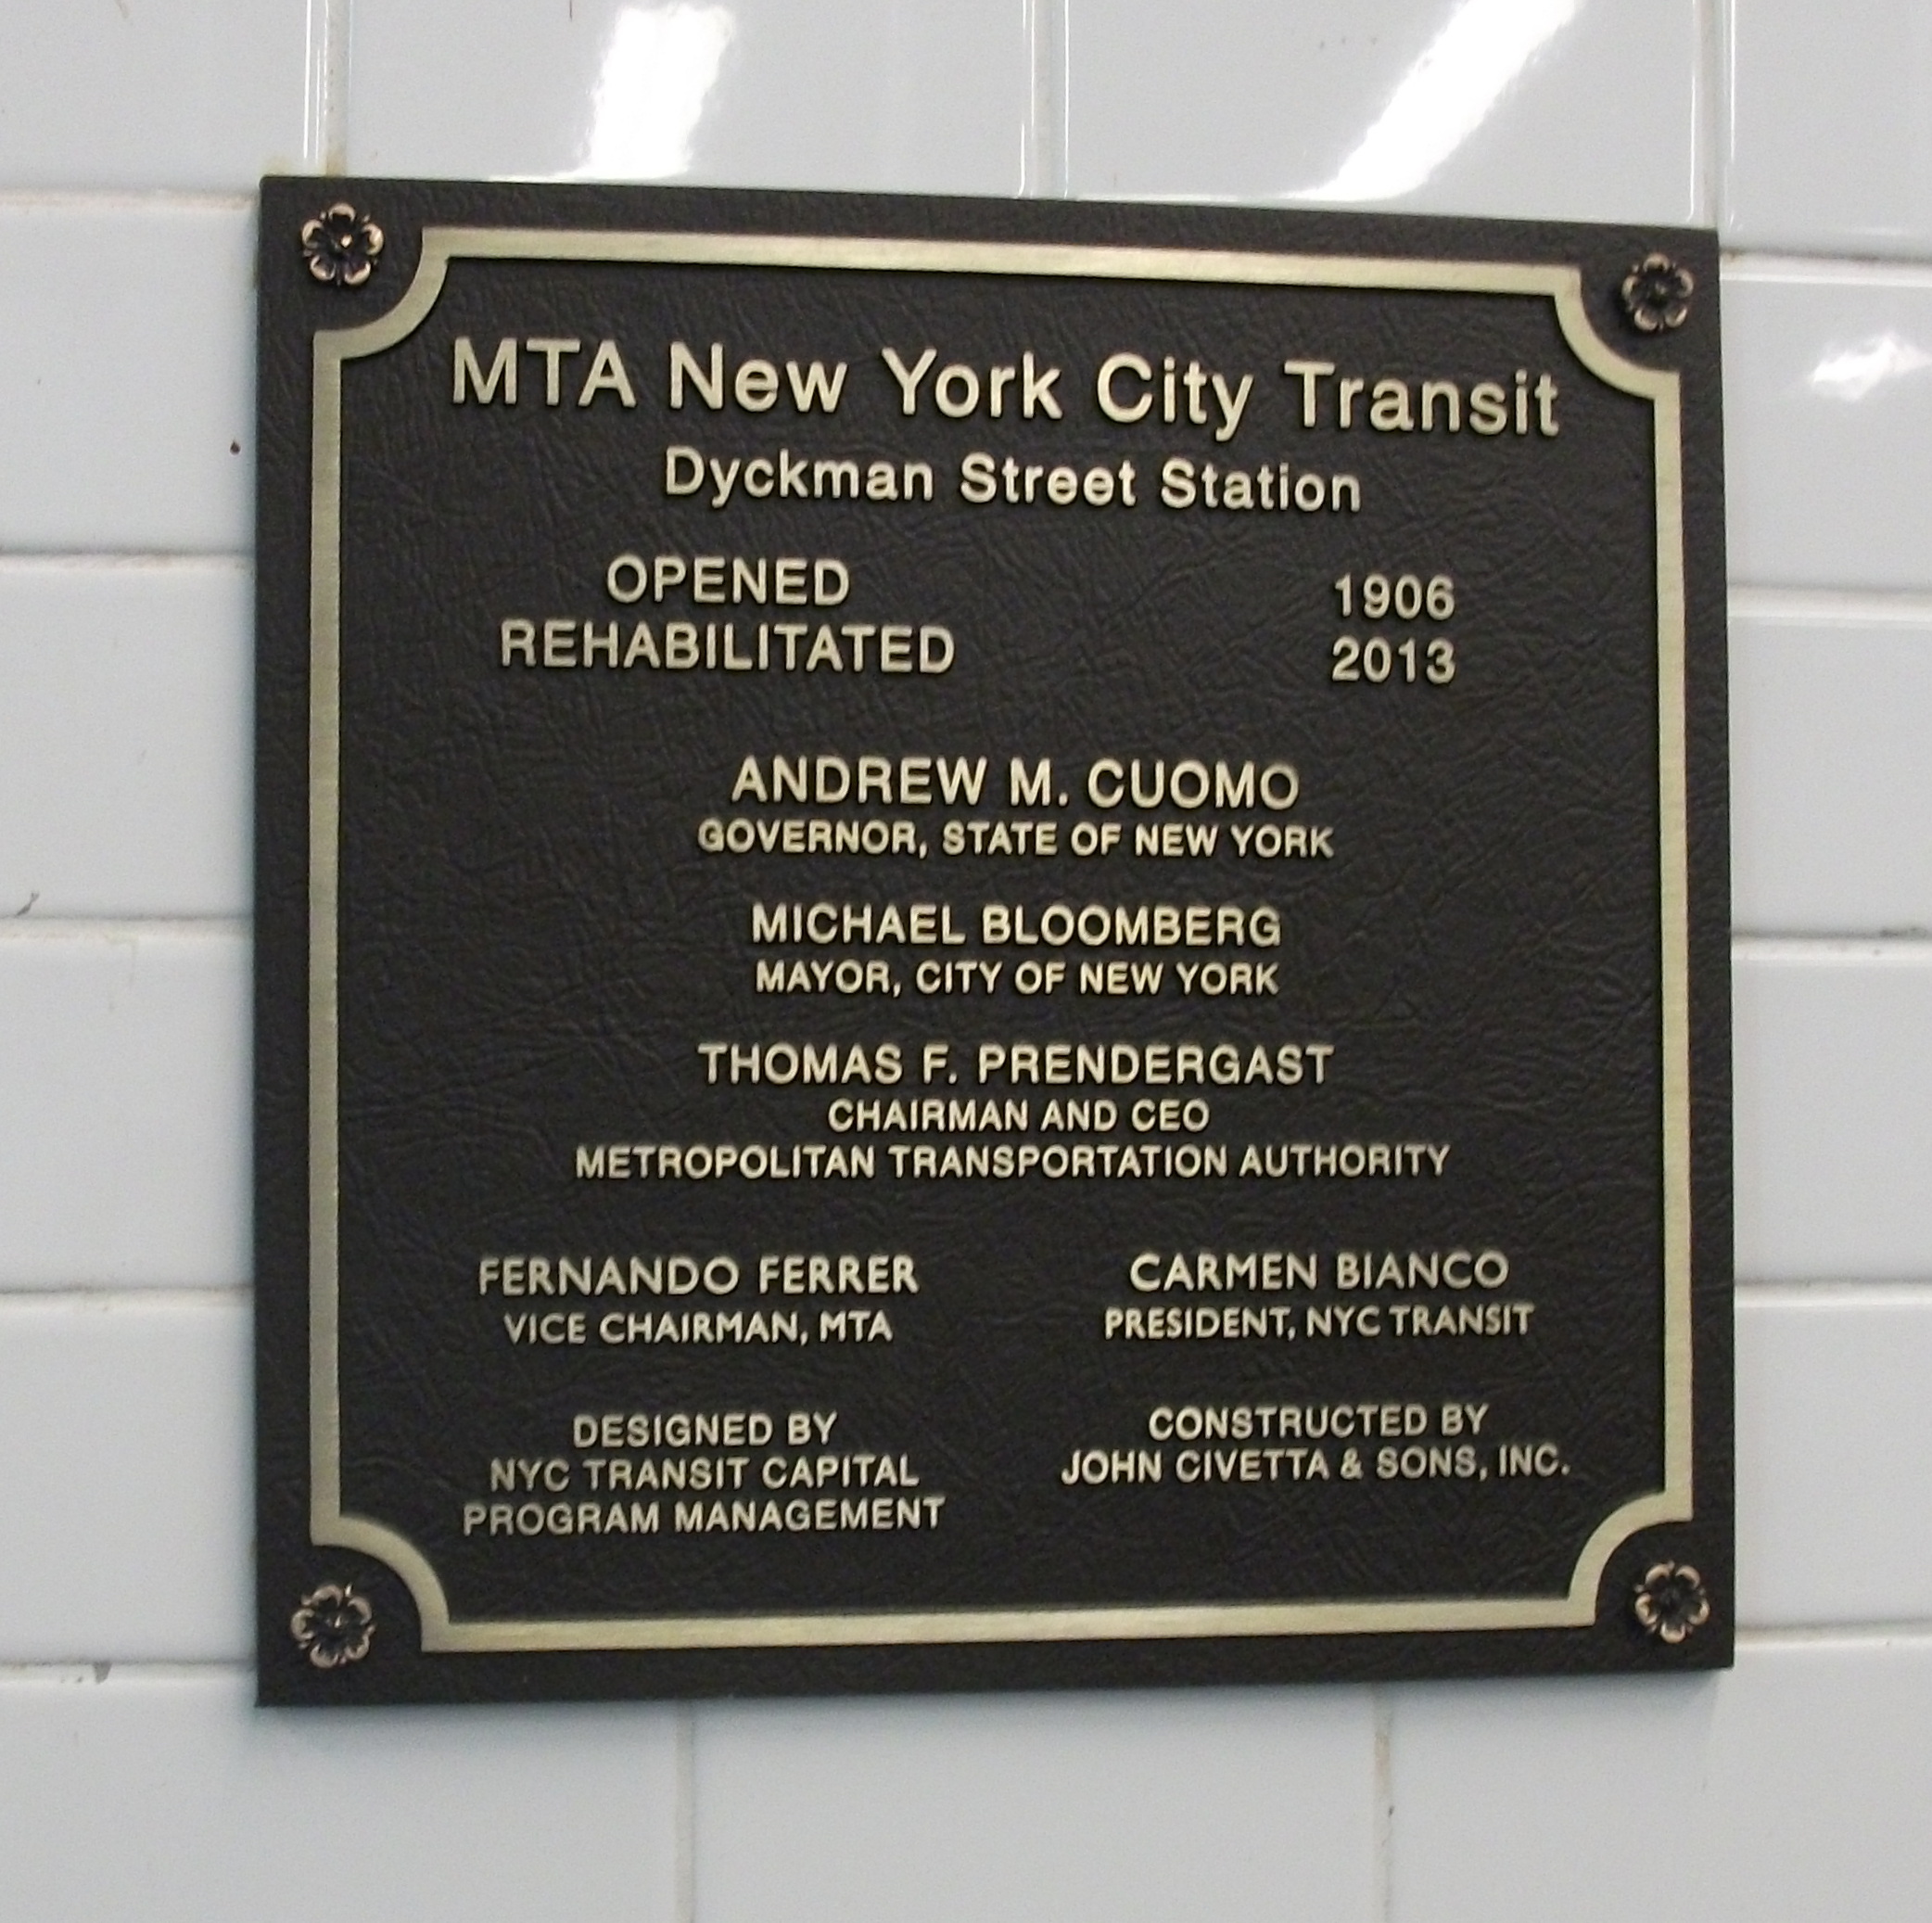 MTA New York City Transit
Dyckman Street Station
OPENED 1906
REHABILITATED 2013
ANDREW M. CUOMO
GOVERNOR, STATE OF NEW YORK
MICHAEL BLOOMBERG
MAYOR, CITY OF NEW YORK
THOMAS F. PRENDERGAST
CHAIRMAN AND CEO
METROPOLITAN TRANSPORTATION AUTHORITY
FERNANDO FERRER
VICE CHAIRMAN, MTA
CARMEN BIANCO
PRESIDENT, NYC TRANSIT
DESIGNED BY
NYC TRANSIT CAPITAL
PROGRAM MANAGEMENT
CONSTRUCTED BY
JOHN CIVETTA & SONS, INC.